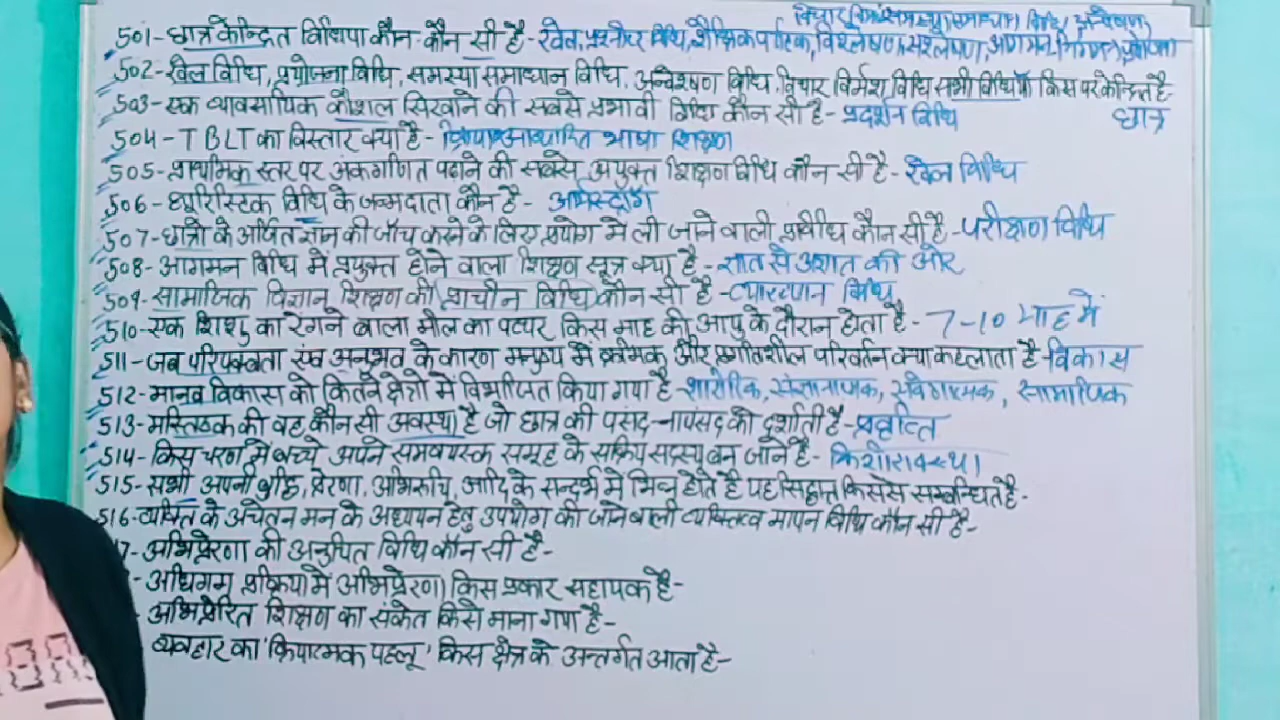 विचार विमर्श, समस्या समाधान विधि, अन्वेषण,
501- छात्र केन्द्रित विधिया कौन-कौन सी है - खेल, प्रश्नोत्तर विधि, शैक्षिक पर्यटन, विश्लेषण, संश्लेषण, आगमन, निगमन, प्रयोजना
502- खेल विधि, प्रयोजना विधि, समस्या समाधान विधि, अन्वेशषण विधि, विचार विर्मश विधि सभी विधिया किस पर केन्द्रित है-
छात्र
503- एक व्यावसायिक कौशल सिखाने की सबसे प्रभावी विधि कौन सी है - प्रदर्शन विधि
504- TBLT का विस्तार क्या है - क्रियाआधारित भाषा शिक्षण
505- प्राथमिक स्तर पर अंकगणित पढाने की सबसे उपयुक्त शिक्षण विधि कौन सी है - खेल विधि
506- ह्यूरिस्टिक विधि के जन्मदाता कौन है - आर्मस्ट्रांग
507- छात्रो के अर्जित ज्ञान की जाँच करने के लिए प्रयोग मे ली जाने वाली प्रविधि कौन सी है - परीक्षण विधि
508- आगमन विधि में प्रयुक्त होने वाला शिक्षण सूत्र क्या है - ज्ञात से अज्ञात की ओर
509- सामाजिक विज्ञान शिक्षण की प्राचीन विधि कौन सी है - व्याख्यान विधि
510- एक शिशु का रेंगने वाला मील का पत्थर किस माह की आयु के दौरान होता है - 7-10 माह में
511- जब परिपक्वता एंव अनुभव के कारण मनुष्य मे क्रमिक और प्रगतिशील परिवर्तन क्या कहलाता है - विकास
512- मानव विकास को कितने क्षेत्रो मे विभाजित किया गया है - शारीरिक, संज्ञानात्मक, संवेगात्मक, सामाजिक
513- मस्तिष्क की वह कौन सी अवस्था है जो छात्र की पसंद-नापसंद को दर्शाती है - प्रवृत्ति
514- किस चरण में बच्चे अपने समवयस्क समूह के सक्रिय सदस्य बन जाते है - किशोरावस्था
515- सभी अपनी बुद्धि, प्रेरणा, अभिरूचि, आदि के सन्दर्भ में भिन्न होते है यह सिद्धान्त किससे सम्बन्धित है-
516- व्यक्ति के अचेतन मन के अध्ययन हेतु उपयोग की जाने वाली व्यक्तित्व मापन विधि कौन सी है-
7- अभिप्रेरणा की अनुचित विधि कौन सी है-
- अधिगम प्रक्रिया में अभिप्रेरणा किस प्रकार सहायक है-
- अभिप्रेरित शिक्षण का संकेत किसे माना गया है-
व्यवहार का 'क्रियात्मक पहलू' किस क्षेत्र के अन्तर्गत आता है-